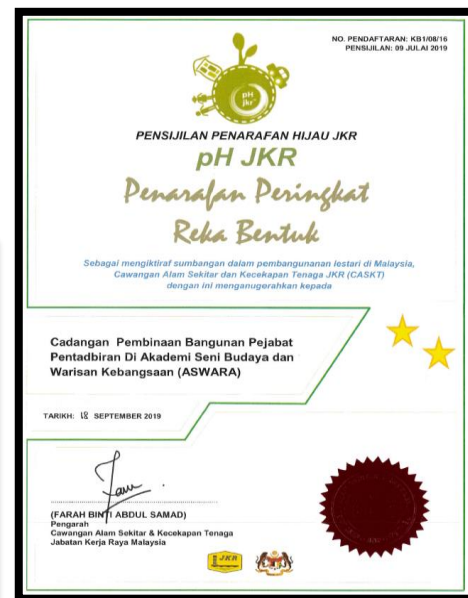 NO. PENDAFTARAN: KB1/08/16
PENSIJILAN: 09 JULAI 2019
pH
jkr
PENSIJILAN PENARAFAN HIJAU JKR
pH JKR
Penarafan Peringkat
Reka Bentuk
Sebagai mengiktiraf sumbangan dalam pembangunanan lestari di Malaysia,
Cawangan Alam Sekitar dan Kecekapan Tenaga JKR (CASKT)
dengan ini menganugerahkan kepada
Cadangan Pembinaan Bangunan Pejabat
Pentadbiran Di Akademi Seni Budaya dan
Warisan Kebangsaan (ASWARA)
TARIKH: 18 SEPTEMBER 2019
(FARAH BINTI ABDUL SAMAD)
Pengarah
Cawangan Alam Sekitar & Kecekapan Tenaga
Jabatan Kerja Raya Malaysia
JKR